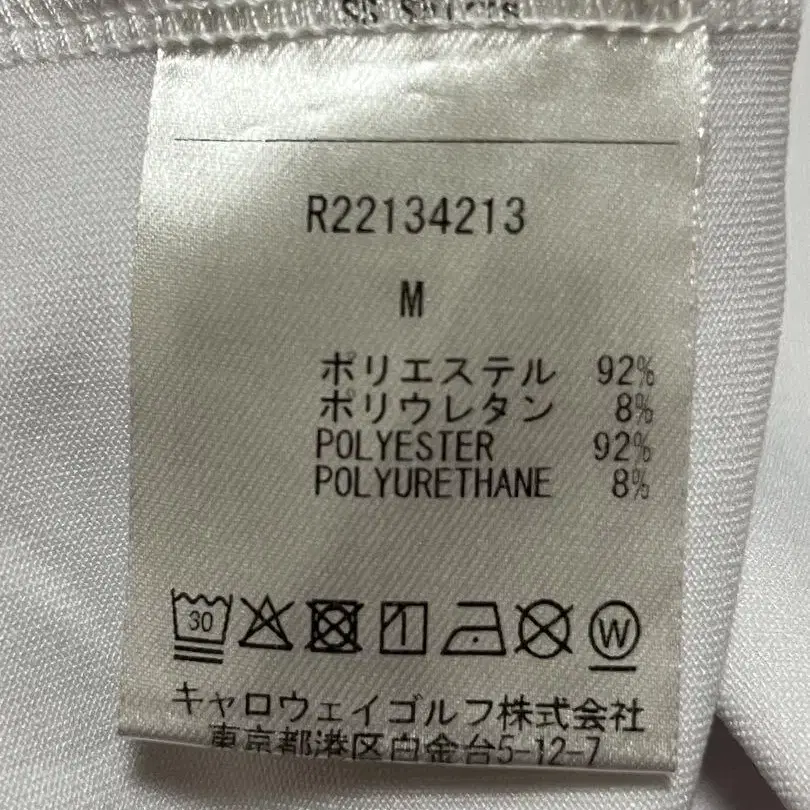 R22134213
M
ポリエステル 92%
ポリウレタン 8%
POLYESTER 92%
POLYURETHANE 8%
30
W
キャロウェイゴルフ株式会社
東京都港区白金台5-12-7